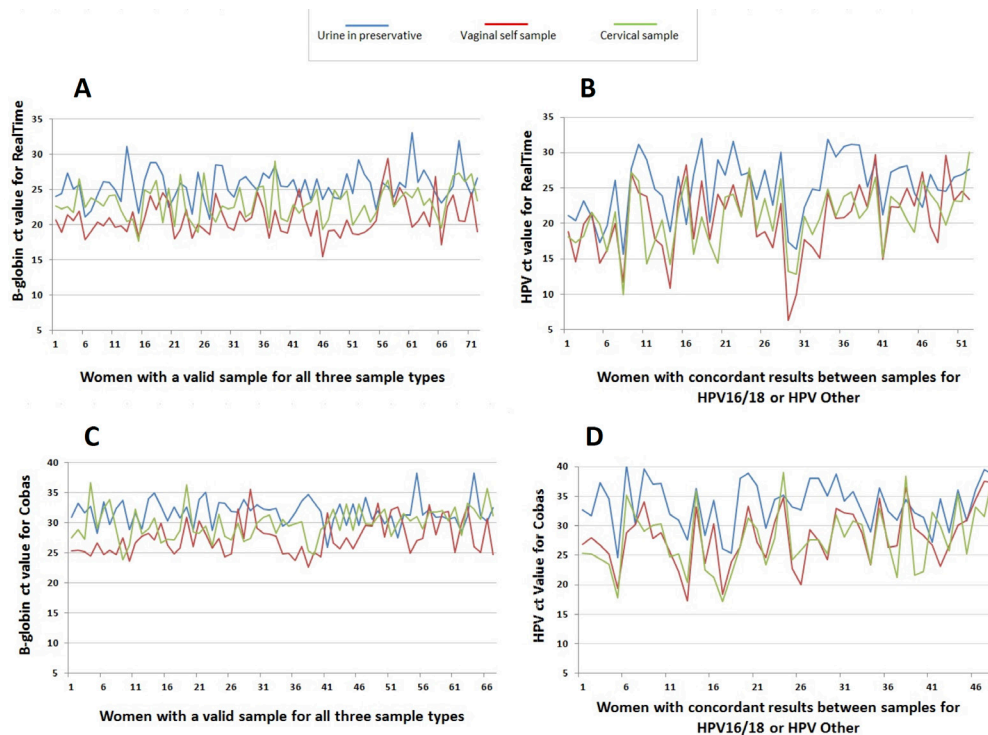 Urine in preservative Vaginal self sample Cervical sample
A
B-globin ct value for RealTime
35
30
25
20
15
10
5
1 6 11 16 21 26 31 36 41 46 51 56 61 66 71
Women with a valid sample for all three sample types
B
HPV ct value for RealTime
35
30
25
20
15
10
5
1 6 11 16 21 26 31 36 41 46 51
Women with concordant results between samples for
HPV16/18 or HPV Other
C
B-globin ct value for Cobas
40
35
30
25
20
15
10
5
1 6 11 16 21 26 31 36 41 46 51 56 61 66
Women with a valid sample for all three sample types
D
HPV ct Value for Cobas
40
35
30
25
20
15
10
5
1 6 11 16 21 26 31 36 41 46
Women with concordant results between samples for
HPV16/18 or HPV Other